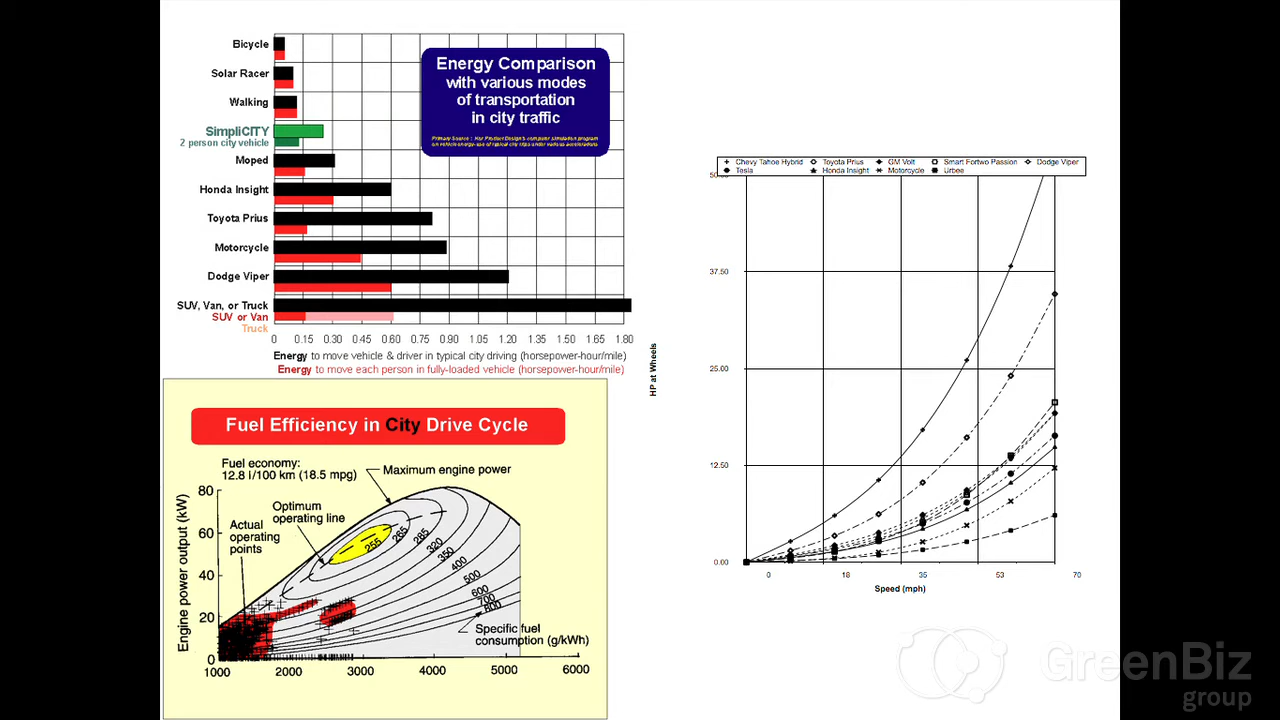 Bicycle
Solar Racer
Walking
SimpliCITY
2 person city vehicle
Moped
Honda Insight
Toyota Prius
Motorcycle
Dodge Viper
SUV, Van, or Truck
SUV or Van
Truck
Energy Comparison
with various modes
of transportation
in city traffic
0 0.15 0.30 0.45 0.60 0.75 0.90 1.05 1.20 1.35 1.50 1.65 1.80
Energy to move vehicle & driver in typical city driving (horsepower-hour/mile)
Energy to move each person in fully-loaded vehicle (horsepower-hour/mile)
Fuel Efficiency in City Drive Cycle
Fuel economy:
12.8 l/100 km (18.5 mpg)
Maximum engine power
Optimum
operating line
Actual
operating
points
Engine power output (kW)
80
60
40
20
0
255
265
285
320
350
400
500
600
700
800
Specific fuel
consumption (g/kWh)
1000 2000 3000 4000 5000 6000
Chevy Tahoe Hybrid Toyota Prius GM Volt Smart Fortwo Passion Dodge Viper
Tesla Honda Insight Motorcycle Urbee
37.50
25.00
12.50
0.00
HP at Wheels
0 18 35 53 70
Speed (mph)
GreenBiz
group